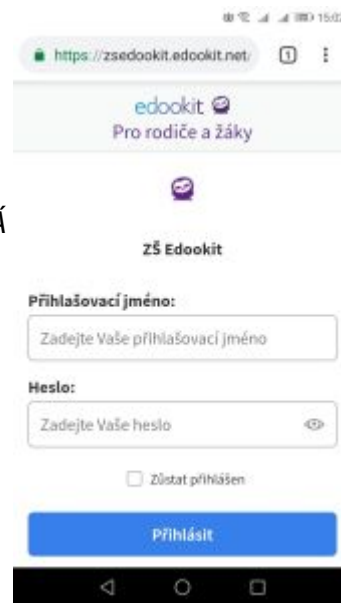 15:02
https://zsedookit.edookit.net/
1
edookit
Pro rodiče a žáky
Á
ZŠ Edookit
Přihlašovací jméno:
Zadejte Vaše přihlašovací jméno
Heslo:
Zadejte Vaše heslo
Zůstat přihlášen
Přihlásit